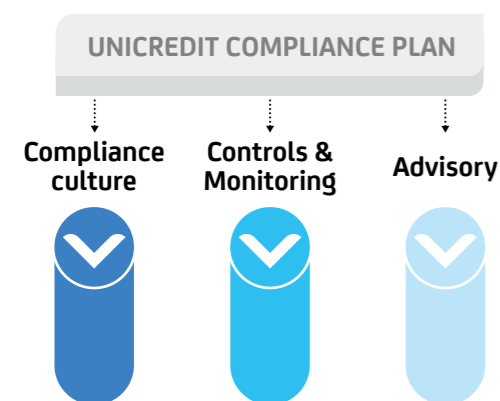 UNICREDIT COMPLIANCE PLAN
Compliance
culture
Controls &
Monitoring
Advisory